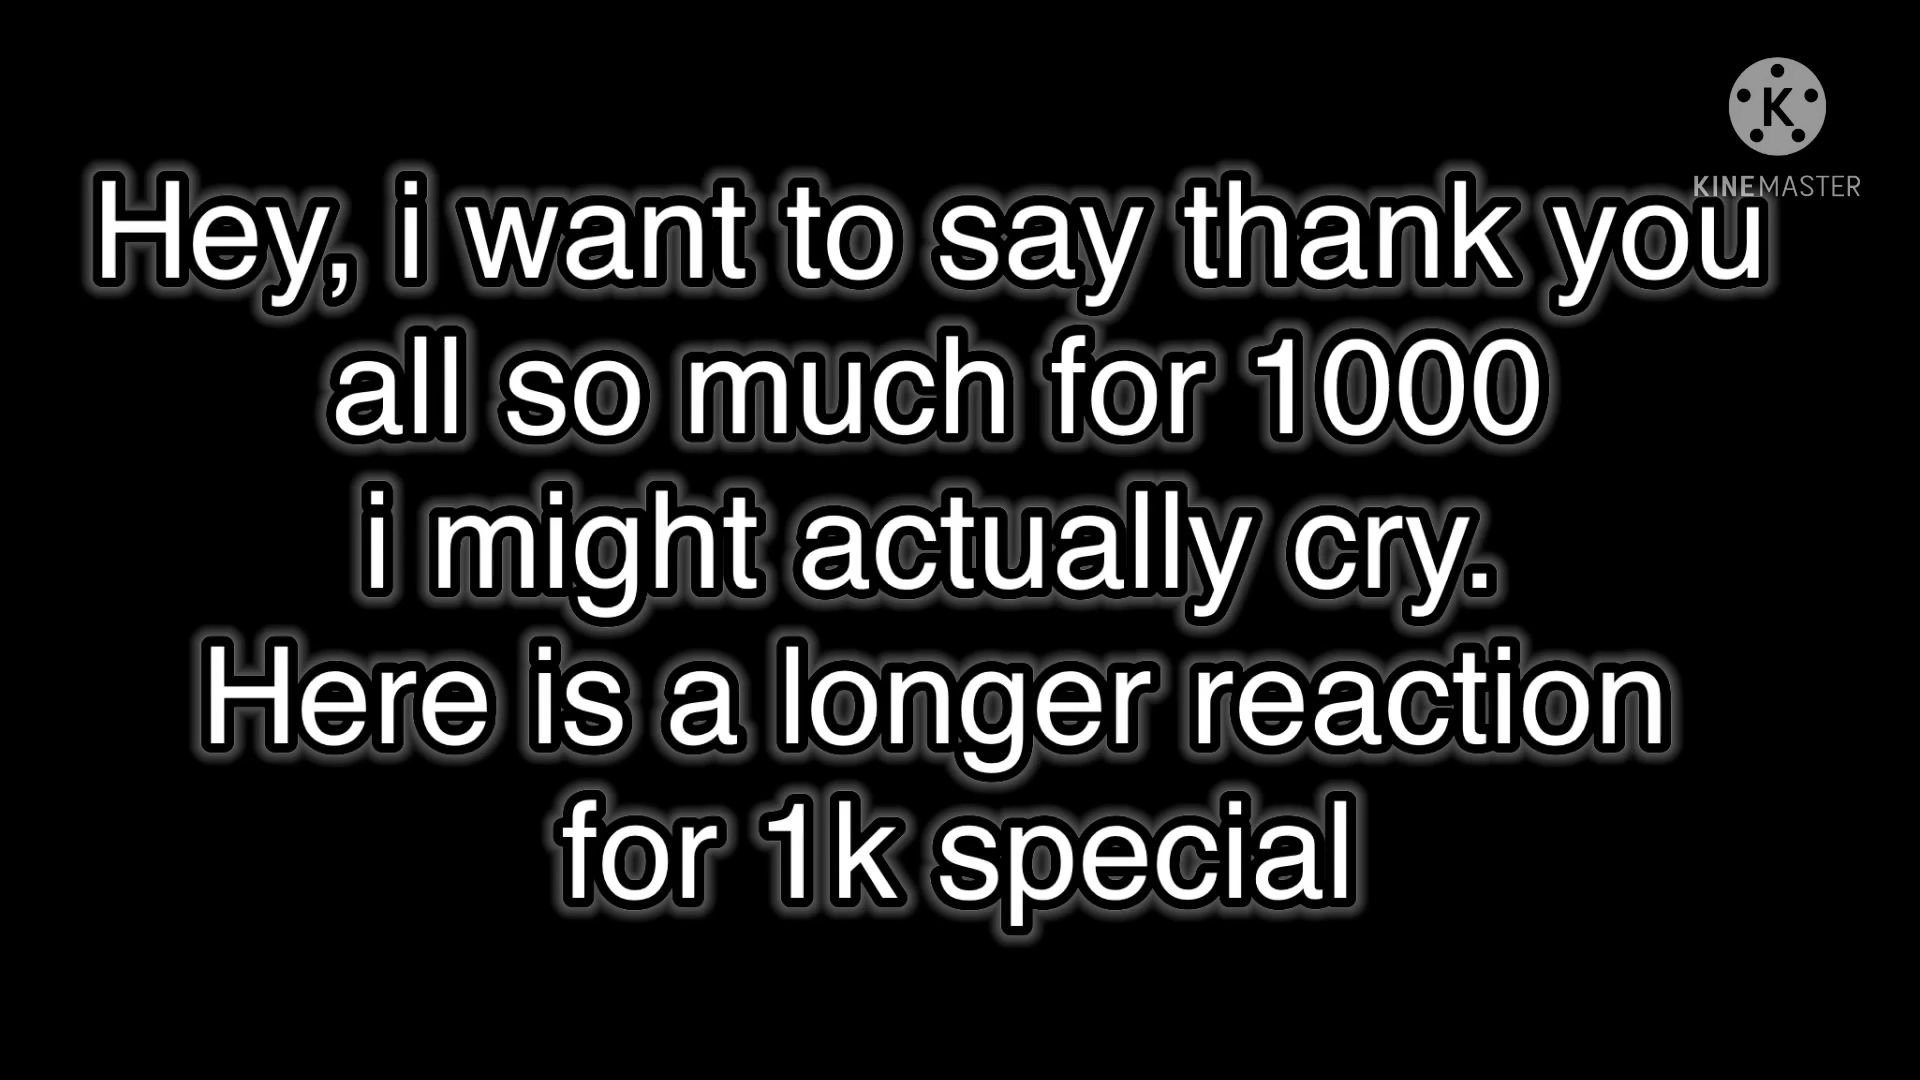 K
KINEMASTER
Hey, i want to say thank you
all so much for 1000
i might actually cry.
Here is a longer reaction
for 1k special